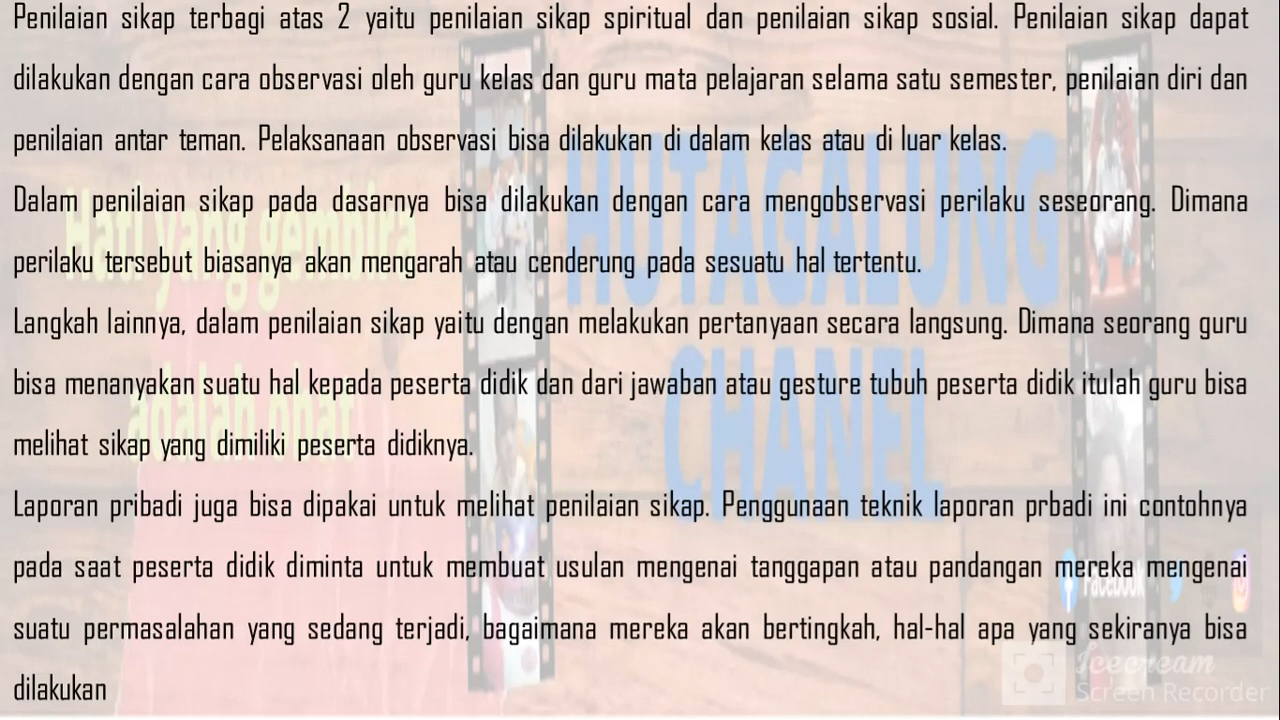 Penilaian sikap terbagi atas 2 yaitu penilaian sikap spiritual dan penilaian sikap sosial. Penilaian sikap dapat
dilakukan dengan cara observasi oleh guru kelas dan guru mata pelajaran selama satu semester, penilaian diri dan
penilaian antar teman. Pelaksanaan observasi bisa dilakukan di dalam kelas atau di luar kelas.
Dalam penilaian sikap pada dasarnya bisa dilakukan dengan cara mengobservasi perilaku seseorang. Dimana
perilaku tersebut biasanya akan mengarah atau cenderung pada sesuatu hal tertentu.
Langkah lainnya, dalam penilaian sikap yaitu dengan melakukan pertanyaan secara langsung. Dimana seorang guru
bisa menanyakan suatu hal kepada peserta didik dan dari jawaban atau gesture tubuh peserta didik itulah guru bisa
melihat sikap yang dimiliki peserta didiknya.
Laporan pribadi juga bisa dipakai untuk melihat penilaian sikap. Penggunaan teknik laporan prbadi ini contohnya
pada saat peserta didik diminta untuk membuat usulan mengenai tanggapan atau pandangan mereka mengenai
suatu permasalahan yang sedang terjadi, bagaimana mereka akan bertingkah, hal-hal apa yang sekiranya bisa
dilakukan
Hati yang gembira
adalah obat
HUTAGALUNG
CHANEL
Facebook
Icecream
Screen Recorder